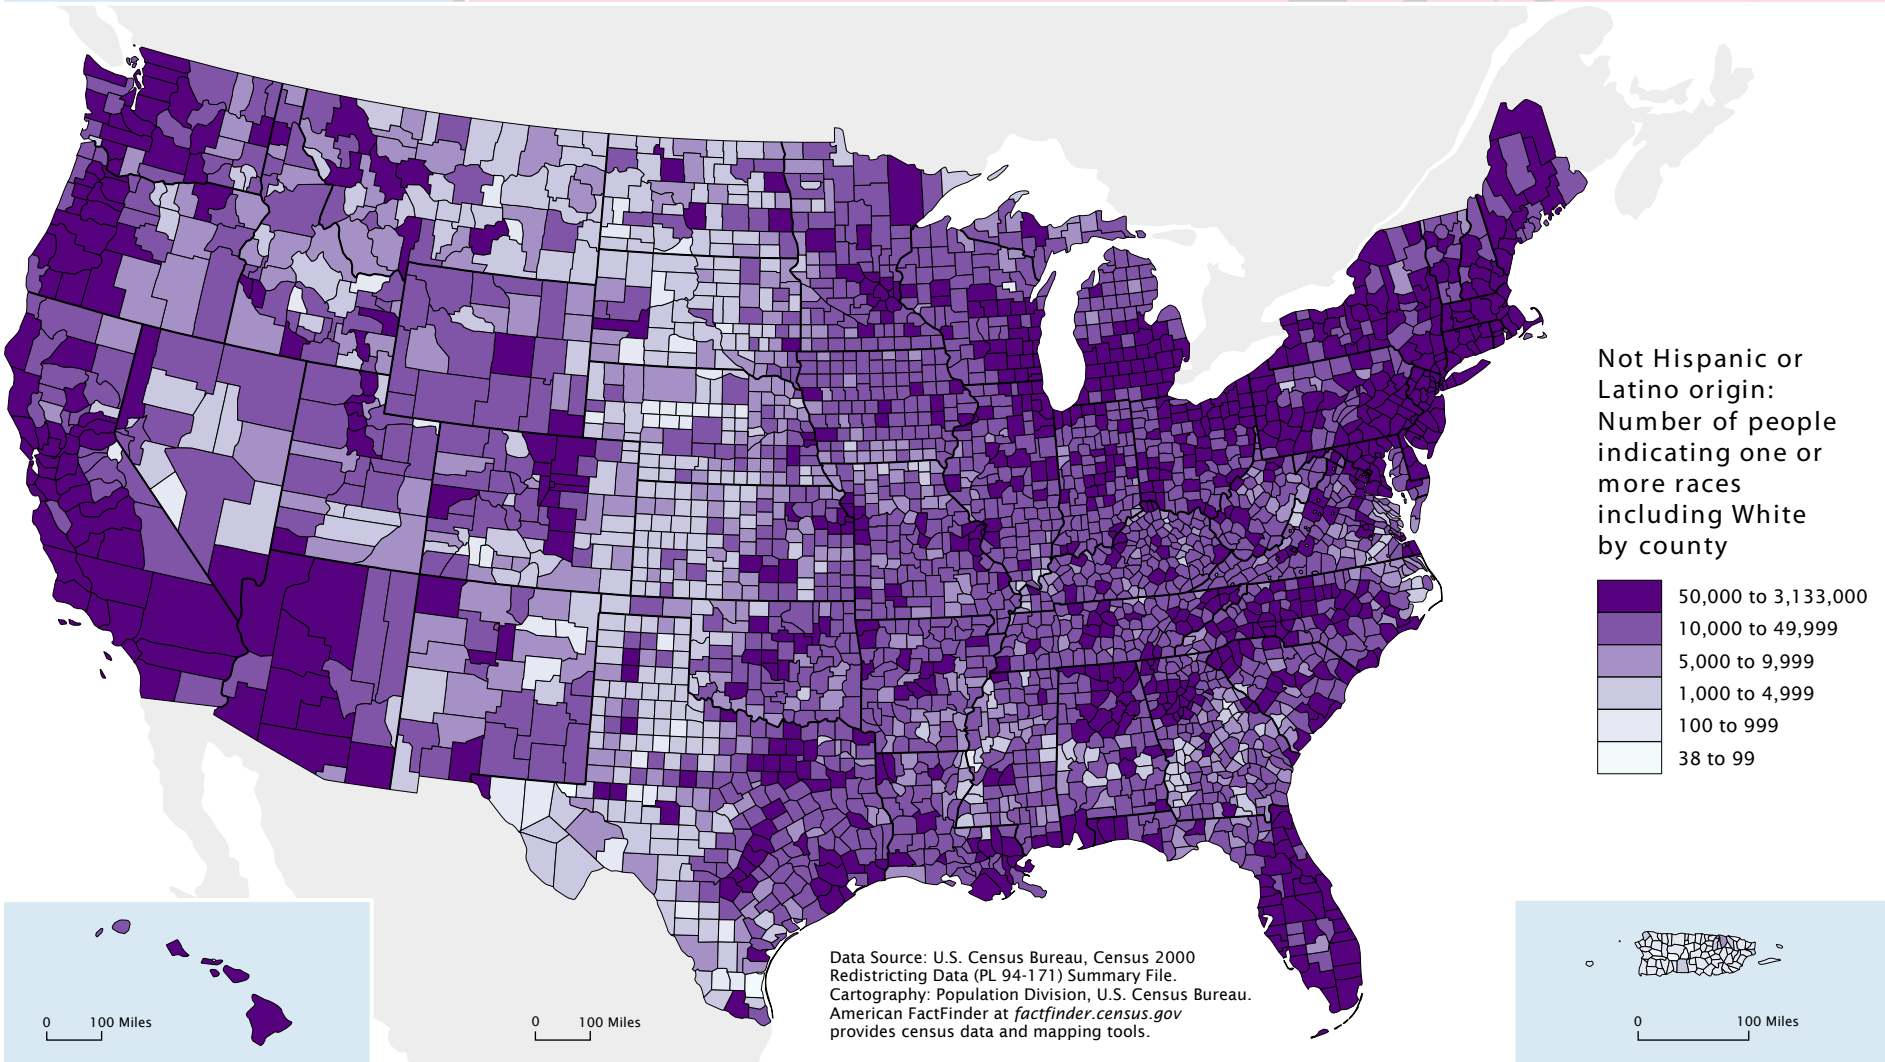 Not Hispanic or
Latino origin:
Number of people
indicating one or
more races
including White
by county
50,000 to 3,133,000
10,000 to 49,999
5,000 to 9,999
1,000 to 4,999
100 to 999
38 to 99
Data Source: U.S. Census Bureau, Census 2000
Redistricting Data (PL 94-171) Summary File.
Cartography: Population Division, U.S. Census Bureau.
American FactFinder at factfinder.census.gov
provides census data and mapping tools.
0 100 Miles
0 100 Miles
0 100 Miles